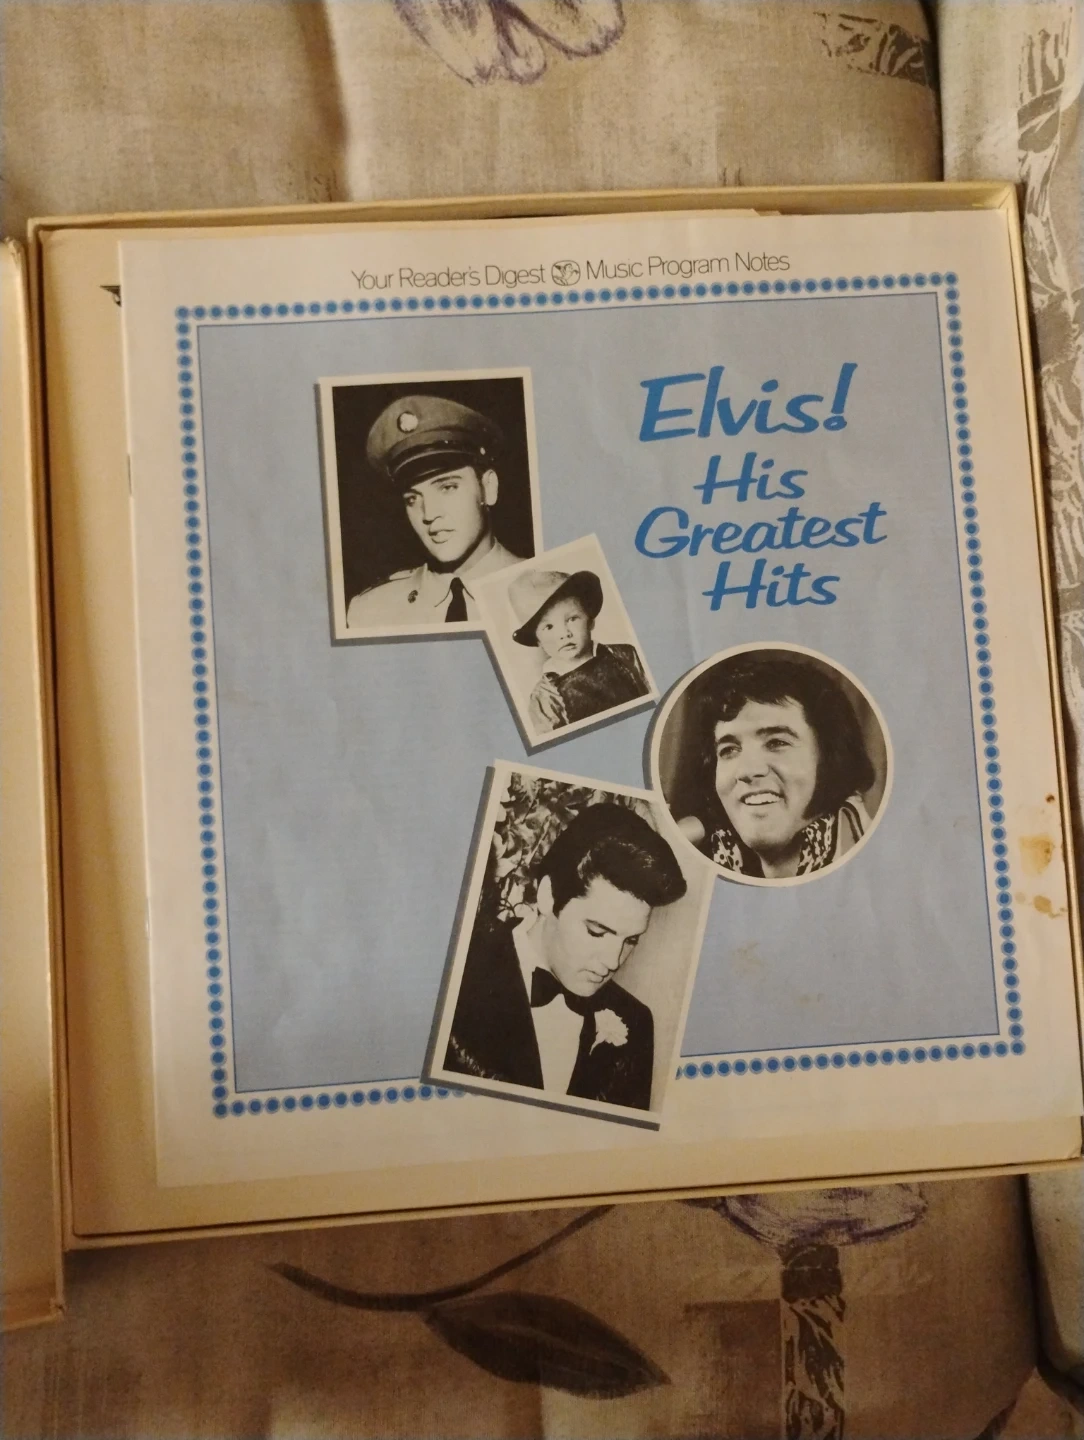 Your Reader's Digest Music Program Notes
Elvis!
His
Greatest
Hits